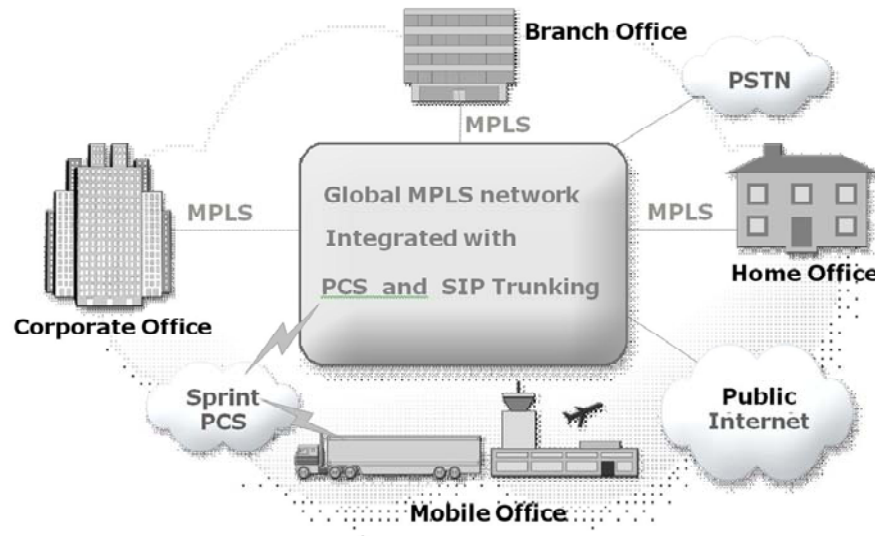 Branch Office
PSTN
MPLS
Global MPLS network
Integrated with
PCS and SIP Trunking
MPLS
MPLS
Home Office
Corporate Office
Sprint
PCS
Public
Internet
Mobile Office